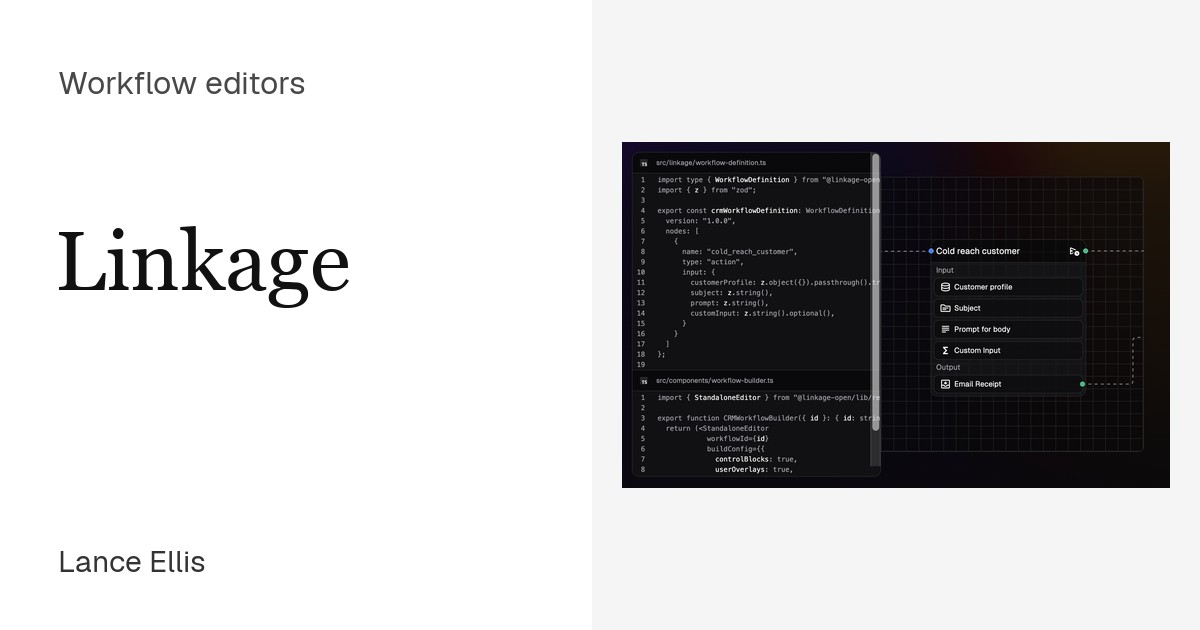 Workflow editors
Linkage
Lance Ellis
TS src/linkage/workflow-definition.ts
1 import type { WorkflowDefinition } from "@linkage-open
2 import { z } from "zod";
3
4 export const crmWorkflowDefinition: WorkflowDefinition
5 version: "1.0.0",
6 nodes: [
7 {
8 name: "cold_reach_customer",
9 type: "action",
10 input: {
11 customerProfile: z.object({}).passthrough().tr
12 subject: z.string(),
13 prompt: z.string(),
14 customInput: z.string().optional(),
15 }
16 }
17 ]
18 };
19
TS src/components/workflow-builder.ts
1 import { StandaloneEditor } from "@linkage-open/lib/re
2
3 export function CRMWorkflowBuilder({ id }: { id: strin
4 return (<StandaloneEditor
5 workflowId={id}
6 buildConfig={{
7 controlBlocks: true,
8 userOverlays: true,
Cold reach customer
Input
Customer profile
Subject
Prompt for body
Custom Input
Output
Email Receipt